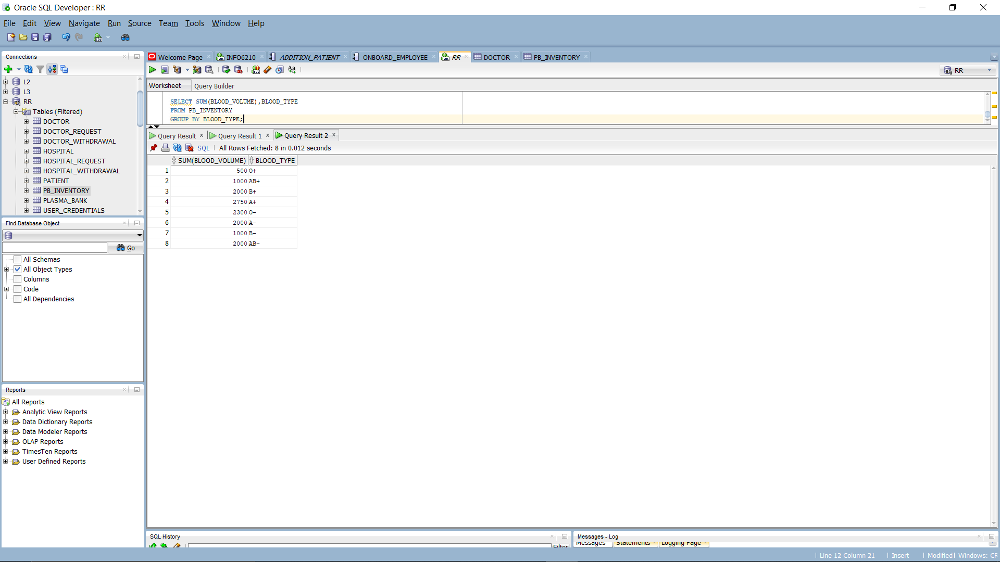 Oracle SQL Developer : RR
File Edit View Navigate Run Source Team Tools Window Help
Connections
L2
L3
RR
Tables (Filtered)
DOCTOR
DOCTOR_REQUEST
DOCTOR_WITHDRAWAL
HOSPITAL
HOSPITAL_REQUEST
HOSPITAL_WITHDRAWAL
PATIENT
PB_INVENTORY
PLASMA_BANK
USER_CREDENTIALS
Find Database Object
Go
All Schemas
All Object Types
Columns
Code
All Dependencies
Reports
All Reports
Analytic View Reports
Data Dictionary Reports
Data Modeler Reports
OLAP Reports
TimesTen Reports
User Defined Reports
Welcome Page INFO6210 ADDITION_PATIENT ONBOARD_EMPLOYEE RR DOCTOR PB_INVENTORY
RR
Worksheet Query Builder
SELECT SUM(BLOOD_VOLUME),BLOOD_TYPE
FROM PB_INVENTORY
GROUP BY BLOOD_TYPE;
Query Result Query Result 1 Query Result 2
SQL All Rows Fetched: 8 in 0.012 seconds
SUM(BLOOD_VOLUME) BLOOD_TYPE
1 500 O+
2 1000 AB+
3 2000 B+
4 2750 A+
5 2300 O-
6 2000 A-
7 1000 B-
8 2000 AB-
SQL History
Filter
Messages - Log
Messages Statements Logging Page
Line 12 Column 21 Insert Modified Windows: CR